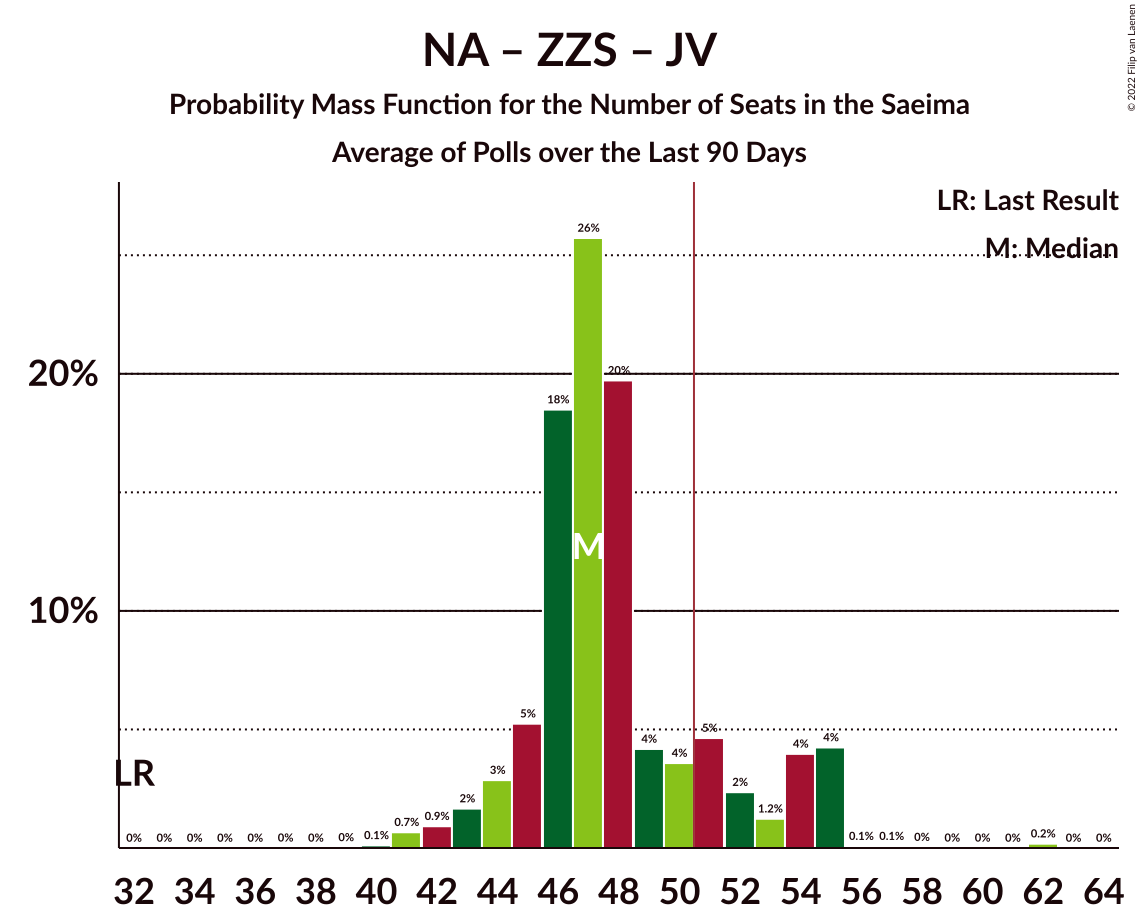 NA – ZZS – JV
Probability Mass Function for the Number of Seats in the Saeima
Average of Polls over the Last 90 Days
© 2022 Filip van Laenen
LR: Last Result
M: Median
20%
10%
LR
M
0% 0% 0% 0% 0% 0% 0% 0% 0.1% 0.7% 0.9% 2% 3% 5% 18% 26% 20% 4% 4% 5% 2% 1.2% 4% 4% 0.1% 0.1% 0% 0% 0% 0% 0.2% 0% 0%
32 34 36 38 40 42 44 46 48 50 52 54 56 58 60 62 64